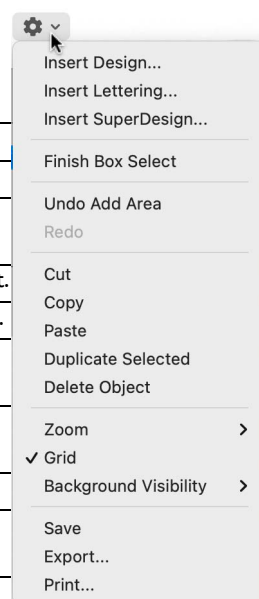 Insert Design...
Insert Lettering...
Insert SuperDesign...
Finish Box Select
Undo Add Area
Redo
t.
Cut
Copy
.
Paste
Duplicate Selected
Delete Object
Zoom
Grid
Background Visibility
Save
Export...
Print...